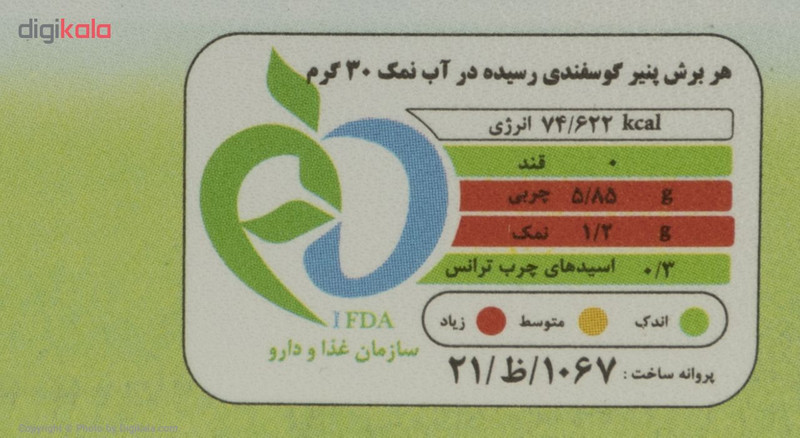 digikala
هر برش پنیر گوسفندی رسیده در آب نمک ۳۰ گرم
انرژی ۷۴/۶۲۲ kcal
قند ۰
چربی ۵/۸۵ g
نمک ۱/۲ g
اسیدهای چرب ترانس ۰/۳
اندک متوسط زیاد
IFDA
سازمان غذا و دارو
پروانه ساخت : ۲۱/ظ/۱۰۶۷
Copyright © Photo by Digikala.com